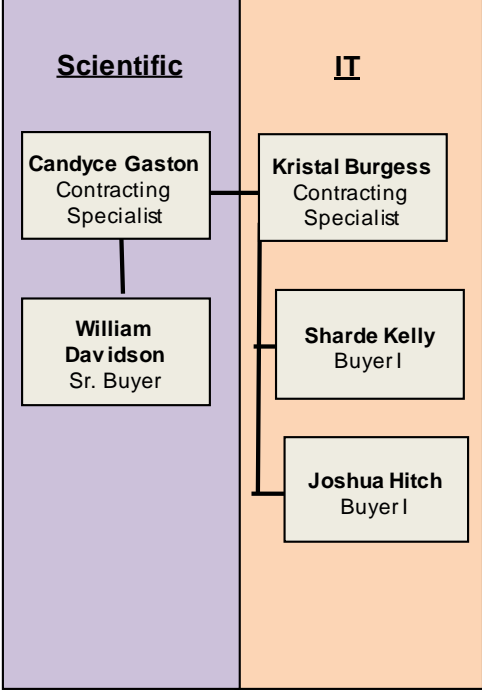 Scientific
IT
Candyce Gaston
Contracting
Specialist
Kristal Burgess
Contracting
Specialist
William
Davidson
Sr. Buyer
Sharde Kelly
Buyer I
Joshua Hitch
Buyer I